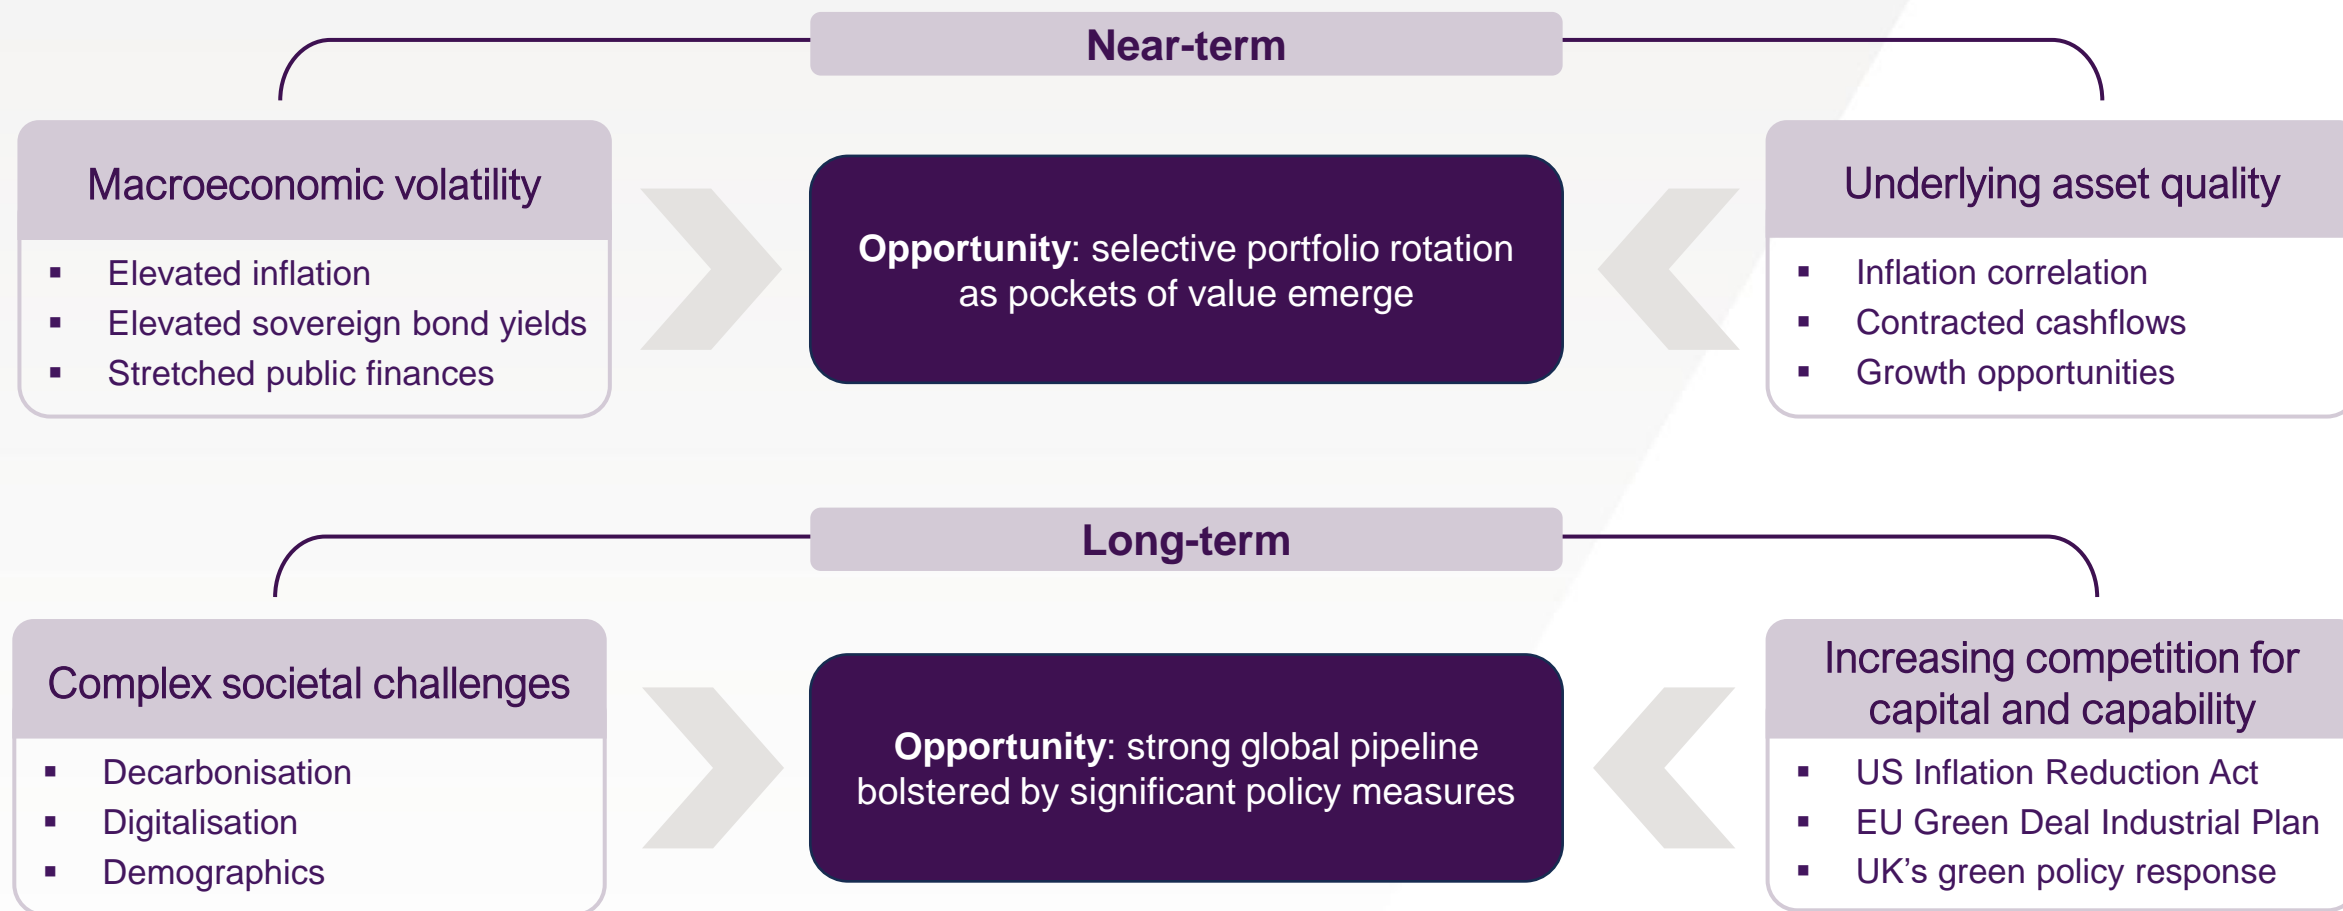 Near-term
Macroeconomic volatility
▪ Elevated inflation
▪ Elevated sovereign bond yields
▪ Stretched public finances
Opportunity: selective portfolio rotation
as pockets of value emerge
Underlying asset quality
▪ Inflation correlation
▪ Contracted cashflows
▪ Growth opportunities
Long-term
Complex societal challenges
▪ Decarbonisation
▪ Digitalisation
▪ Demographics
Opportunity: strong global pipeline
bolstered by significant policy measures
Increasing competition for
capital and capability
▪ US Inflation Reduction Act
▪ EU Green Deal Industrial Plan
▪ UK’s green policy response